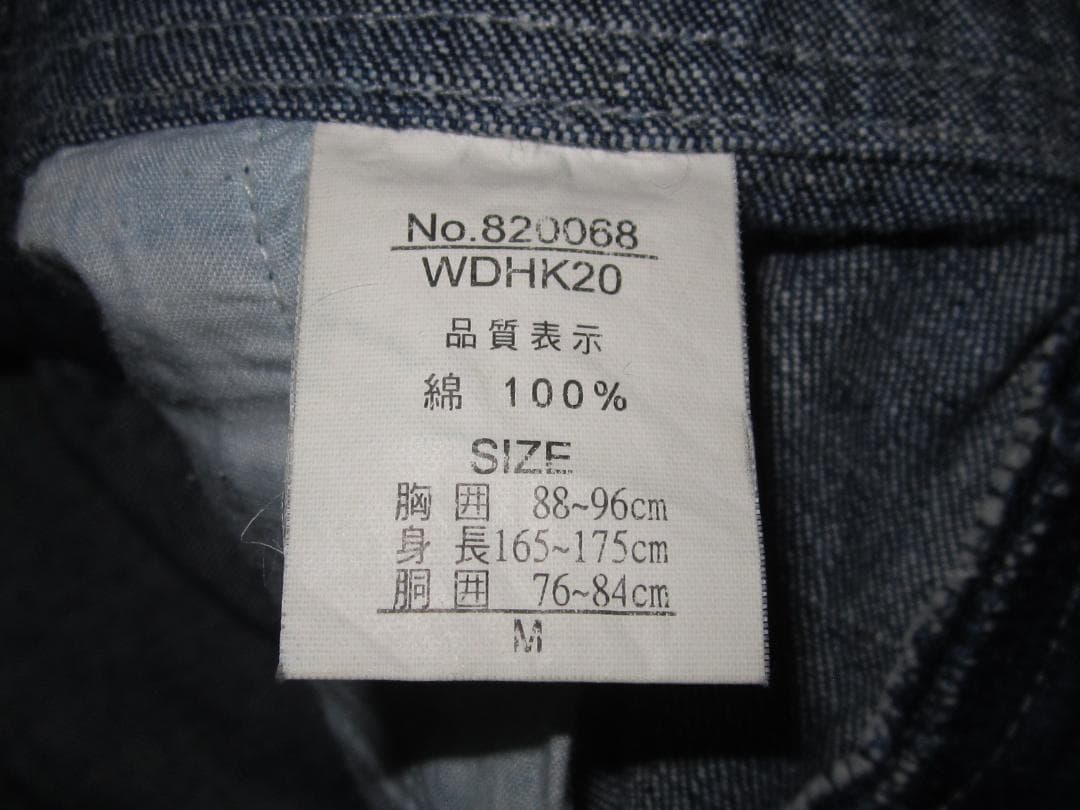 No.820068
WDHK20
品質表示
綿 100%
SIZE
胸囲 88~96cm
身長165~175cm
胴囲 76~84cm
M